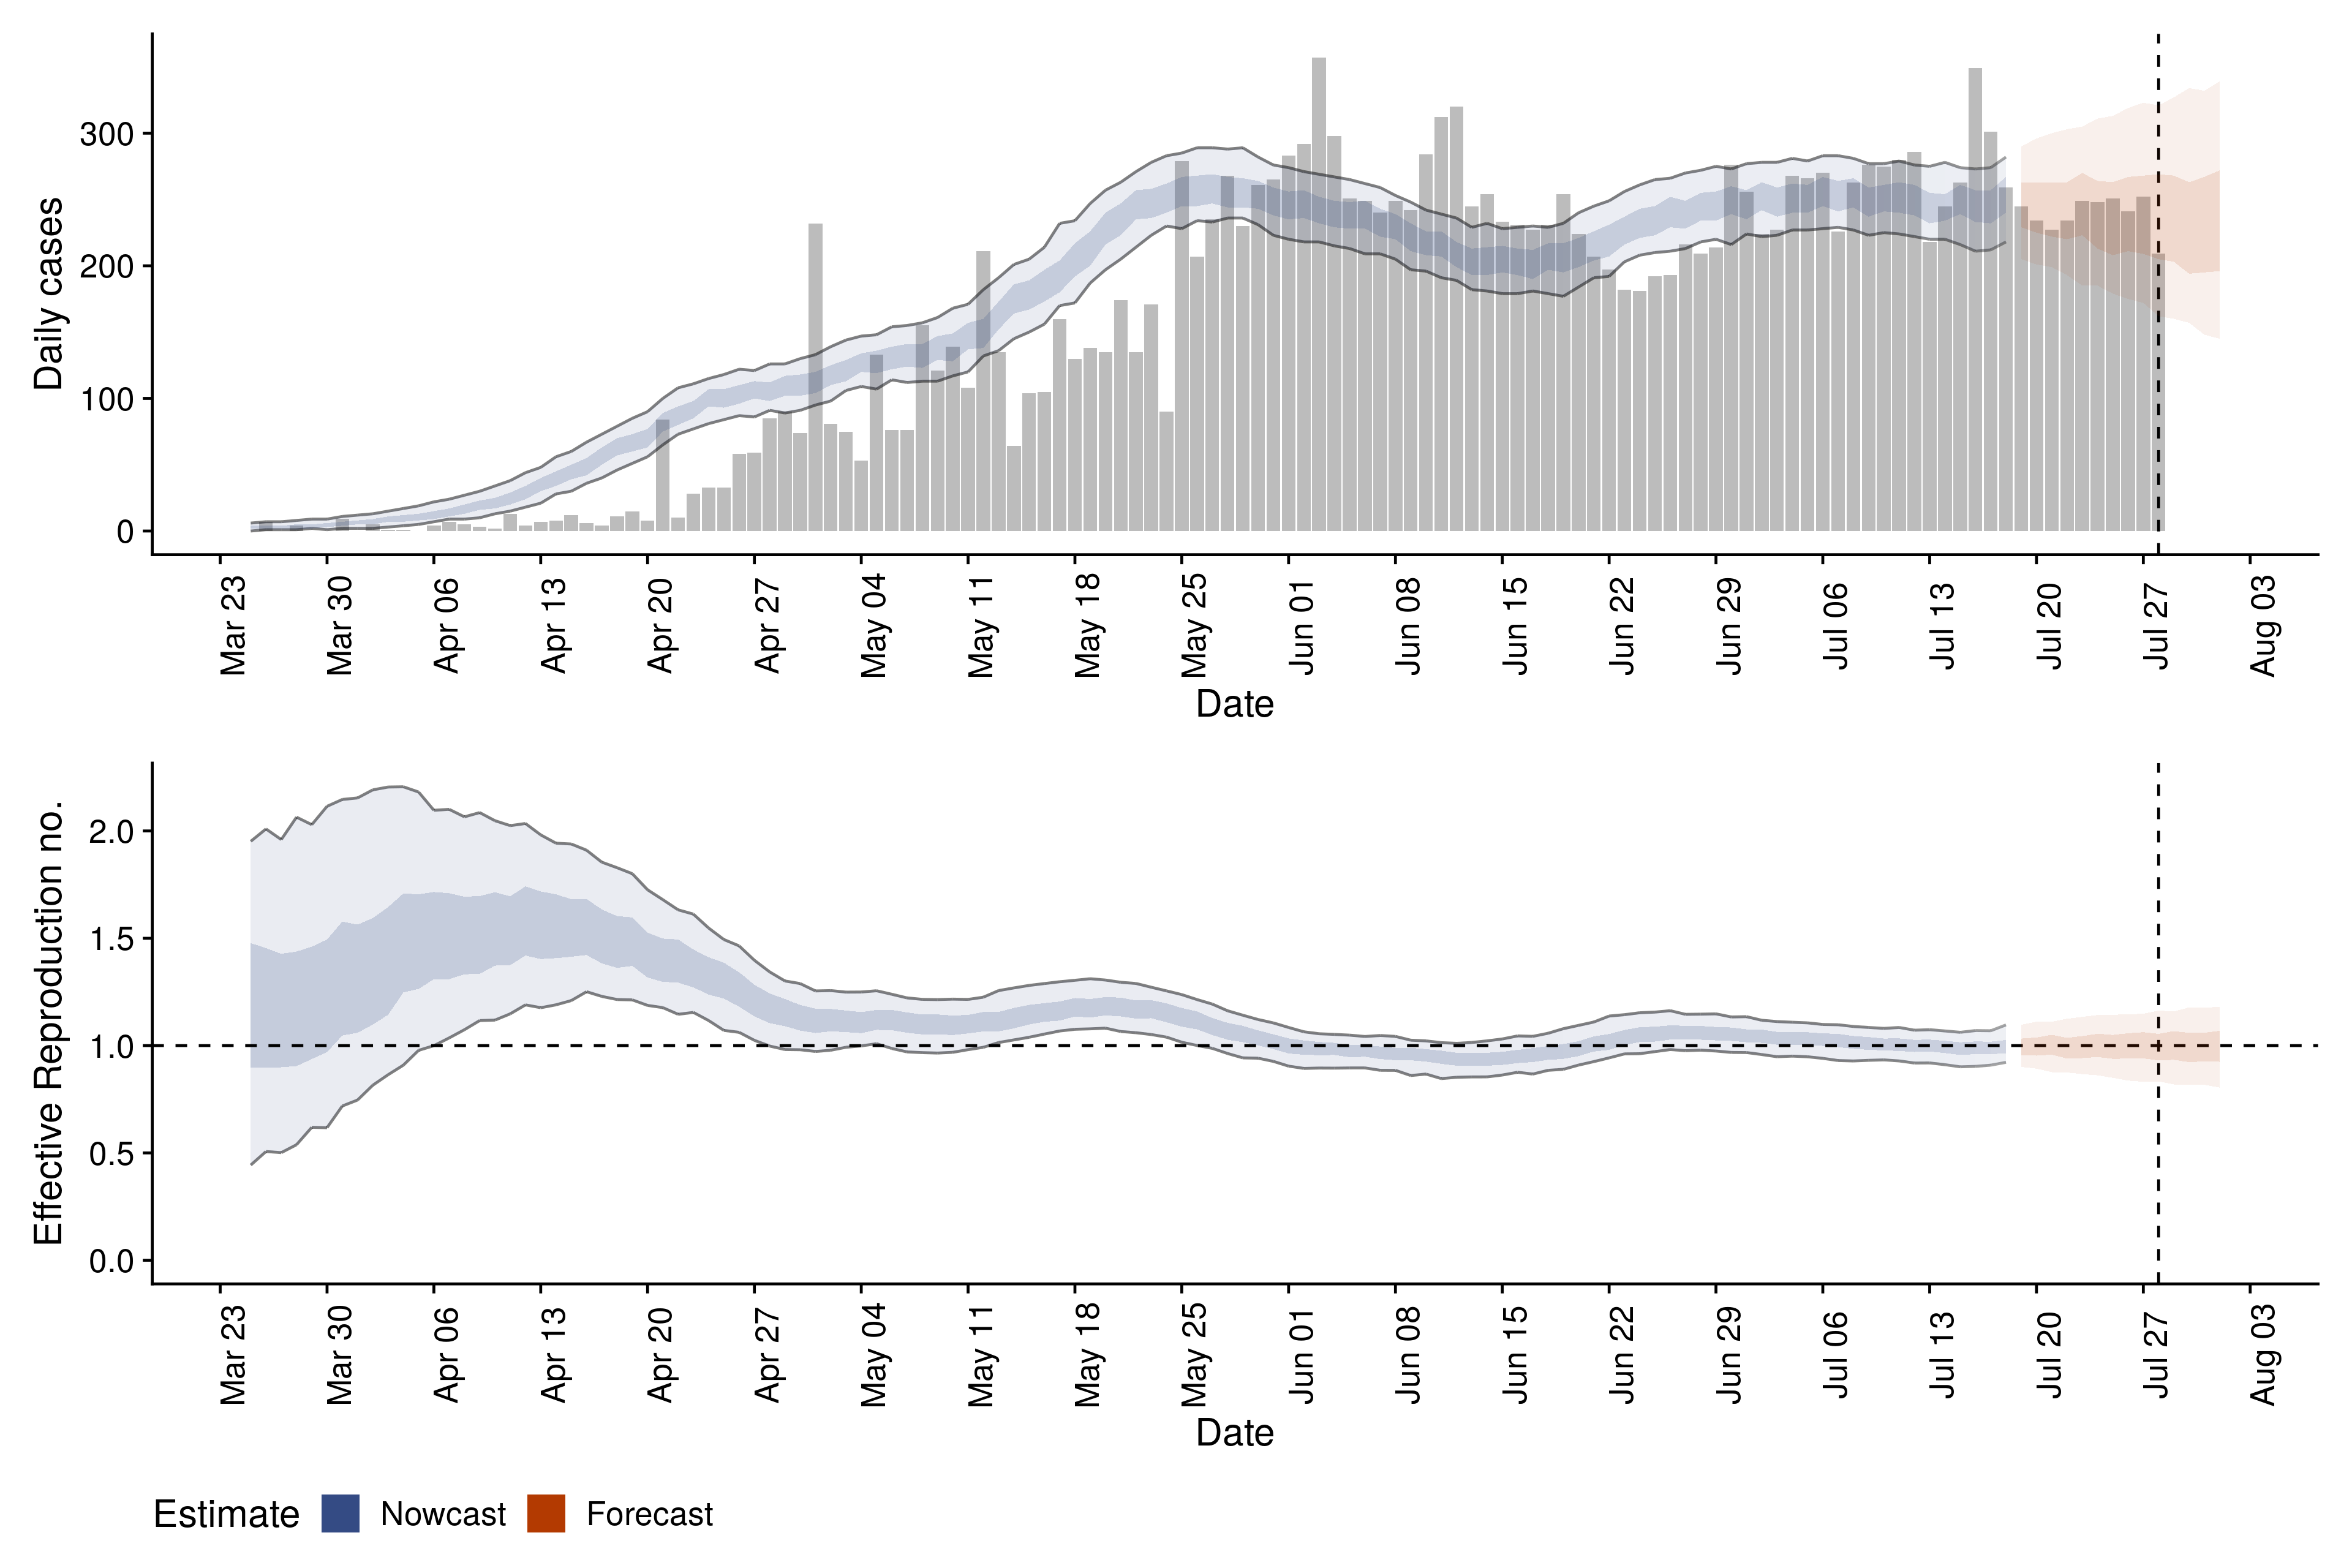 Daily cases
300
200
100
0
Mar 23
Mar 30
Apr 06
Apr 13
Apr 20
Apr 27
May 04
May 11
May 18
May 25
Jun 01
Jun 08
Jun 15
Jun 22
Jun 29
Jul 06
Jul 13
Jul 20
Jul 27
Aug 03
Date
Effective Reproduction no.
2.0
1.5
1.0
0.5
0.0
Mar 23
Mar 30
Apr 06
Apr 13
Apr 20
Apr 27
May 04
May 11
May 18
May 25
Jun 01
Jun 08
Jun 15
Jun 22
Jun 29
Jul 06
Jul 13
Jul 20
Jul 27
Aug 03
Date
Estimate Nowcast Forecast